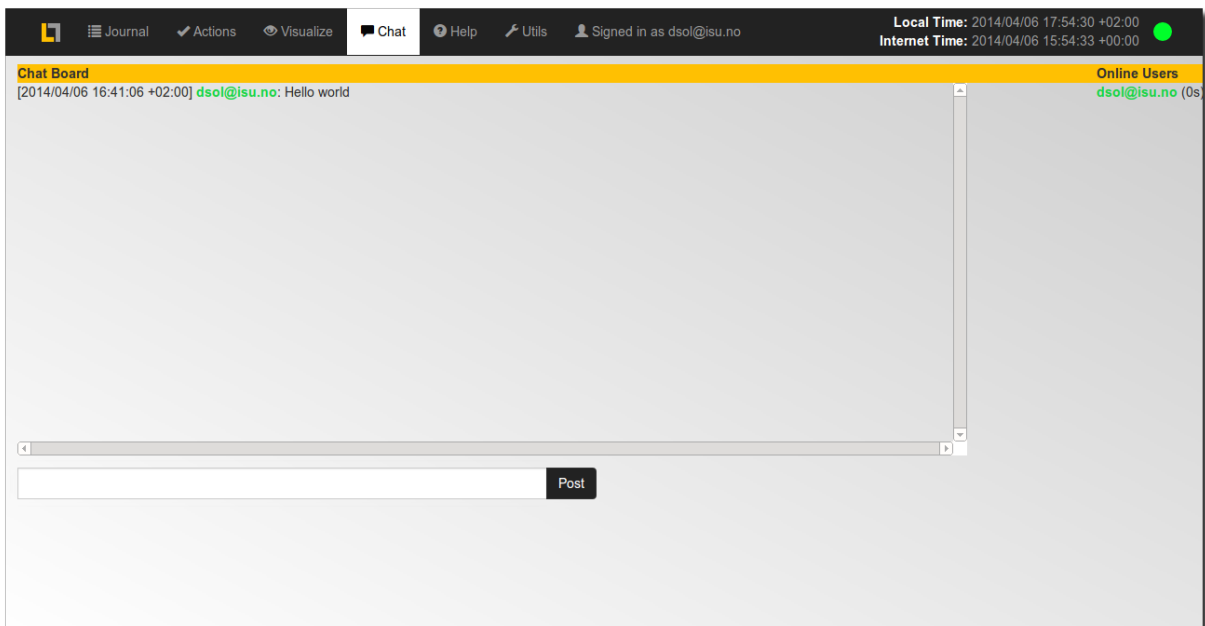 Journal Actions Visualize Chat Help Utils Signed in as dsol@isu.no
Local Time: 2014/04/06 17:54:30 +02:00
Internet Time: 2014/04/06 15:54:33 +00:00
Chat Board Online Users
[2014/04/06 16:41:06 +02:00] dsol@isu.no: Hello world dsol@isu.no (0s)
Post